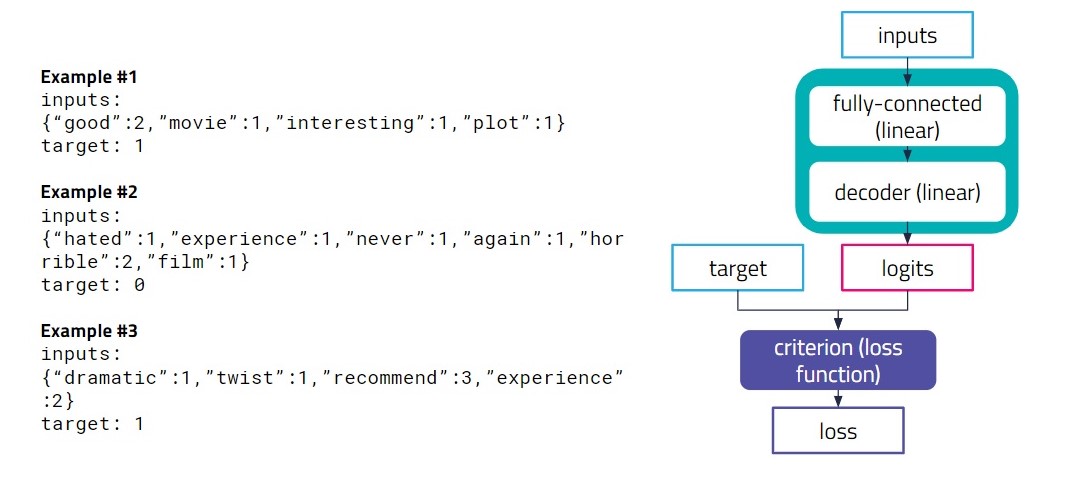 Example #1
inputs:
{“good”:2,”movie”:1,”interesting”:1,”plot”:1}
target: 1
Example #2
inputs:
{“hated”:1,”experience”:1,”never”:1,”again”:1,”hor
rible”:2,”film”:1}
target: 0
Example #3
inputs:
{“dramatic”:1,”twist”:1,”recommend”:3,”experience”
:2}
target: 1
inputs
fully-connected
(linear)
decoder (linear)
target
logits
criterion (loss
function)
loss